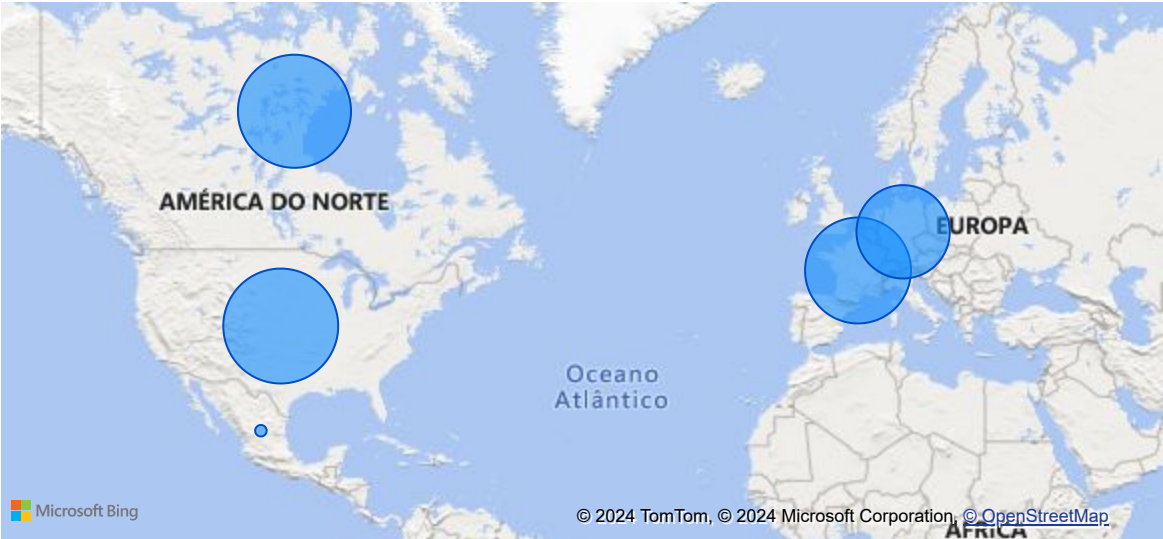 AMÉRICA DO NORTE
EUROPA
Oceano
Atlântico
Microsoft Bing
© 2024 TomTom, © 2024 Microsoft Corporation, © OpenStreetMap
ÁFRICA